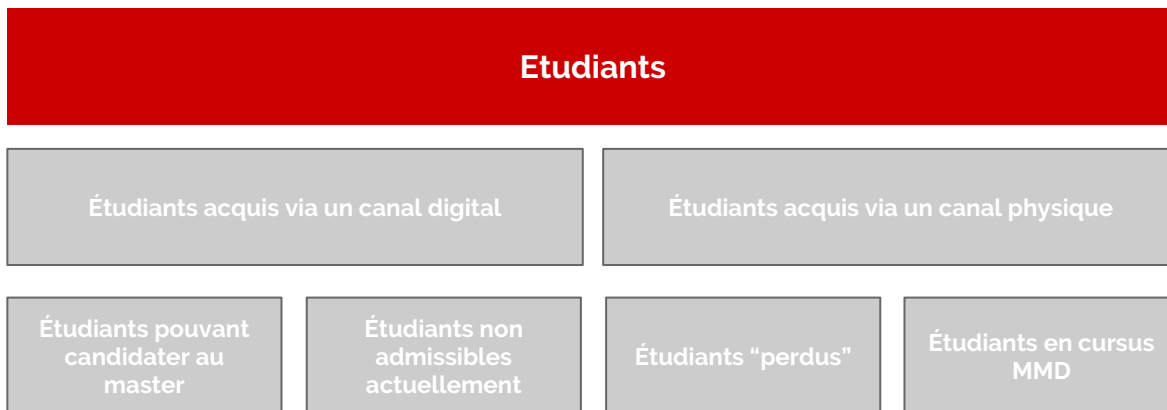 Etudiants
Étudiants acquis via un canal digital
Étudiants acquis via un canal physique
Étudiants pouvant
candidater au
master
Étudiants non
admissibles
actuellement
Étudiants “perdus”
Étudiants en cursus
MMD